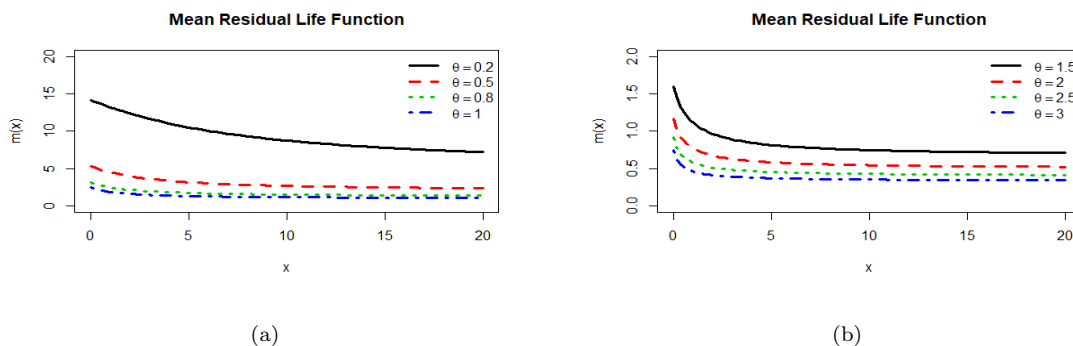 Mean Residual Life Function
m(x)
20
15
10
5
0
θ = 0.2
θ = 0.5
θ = 0.8
θ = 1
0 5 10 15 20
x
(a)
Mean Residual Life Function
m(x)
2.0
1.5
1.0
0.5
0.0
θ = 1.5
θ = 2
θ = 2.5
θ = 3
0 5 10 15 20
x
(b)